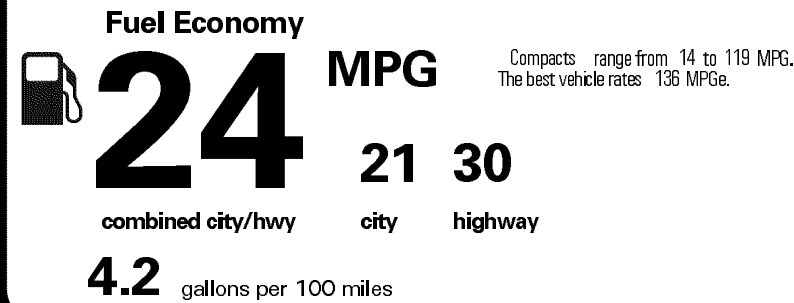 Fuel Economy
24 MPG
Compacts range from 14 to 119 MPG.
The best vehicle rates 136 MPGe.
21 30
combined city/hwy city highway
4.2 gallons per 100 miles